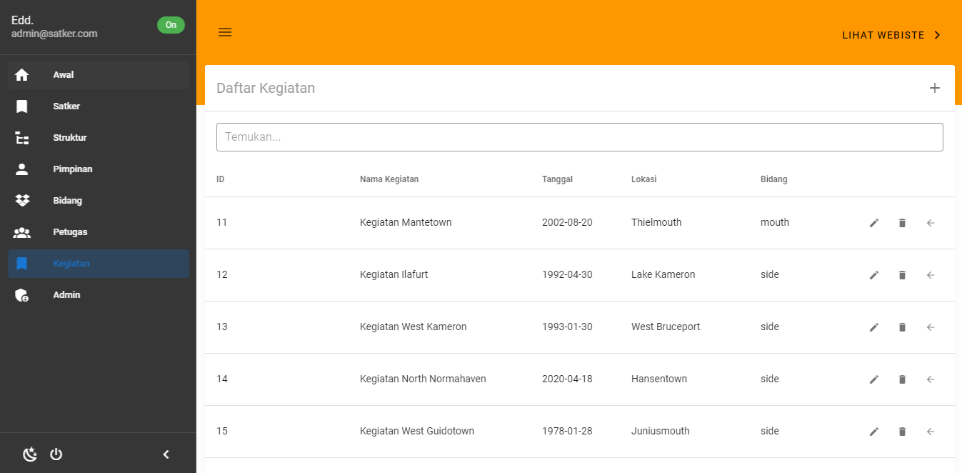 Edd.
admin@satker.com
On
Awal
Satker
Struktur
Pimpinan
Bidang
Petugas
Kegiatan
Admin
LIHAT WEBISTE
Daftar Kegiatan
Temukan...
ID Nama Kegiatan Tanggal Lokasi Bidang
11 Kegiatan Mantetown 2002-08-20 Thielmouth mouth
12 Kegiatan Ilafurt 1992-04-30 Lake Kameron side
13 Kegiatan West Kameron 1993-01-30 West Bruceport side
14 Kegiatan North Normahaven 2020-04-18 Hansentown side
15 Kegiatan West Guidotown 1978-01-28 Juniusmouth side